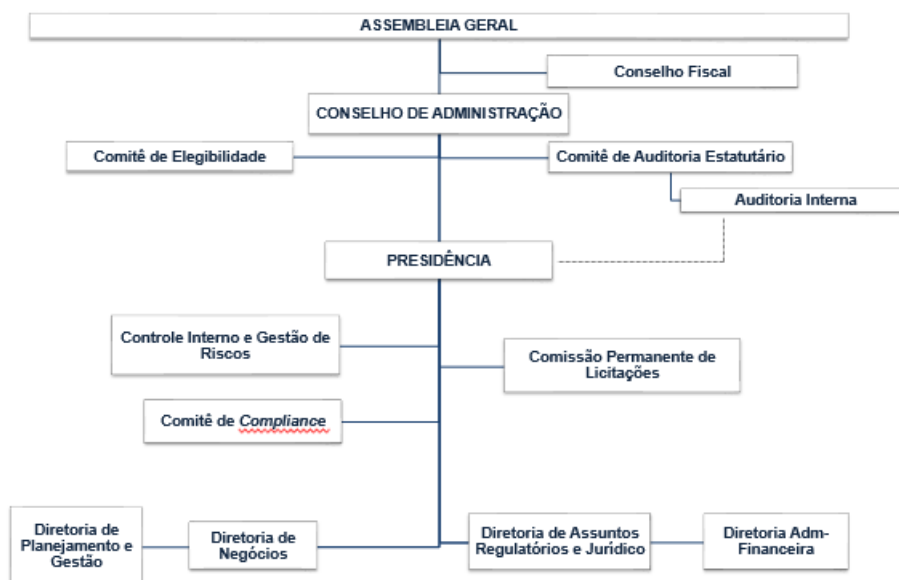 ASSEMBLEIA GERAL
Conselho Fiscal
CONSELHO DE ADMINISTRAÇÃO
Comitê de Elegibilidade
Comitê de Auditoria Estatutário
Auditoria Interna
PRESIDÊNCIA
Controle Interno e Gestão de
Riscos
Comissão Permanente de
Licitações
Comitê de Compliance
Diretoria de
Planejamento e
Gestão
Diretoria de
Negócios
Diretoria de Assuntos
Regulatórios e Jurídico
Diretoria Adm-
Financeira